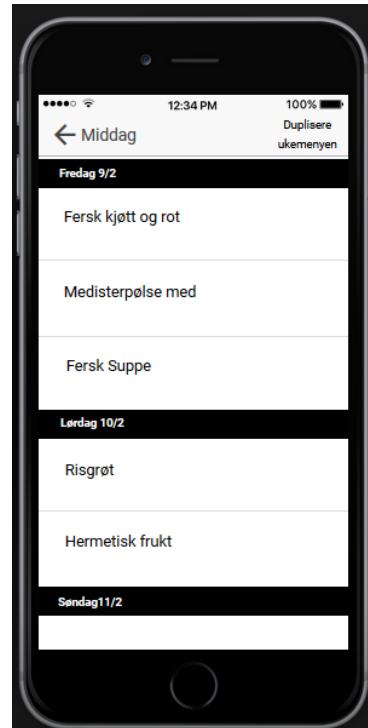 12:34 PM
100%
← Middag
Duplisere
ukemenyen
Fredag 9/2
Fersk kjøtt og rot
Medisterpølse med
Fersk Suppe
Lørdag 10/2
Risgrøt
Hermetisk frukt
Søndag11/2